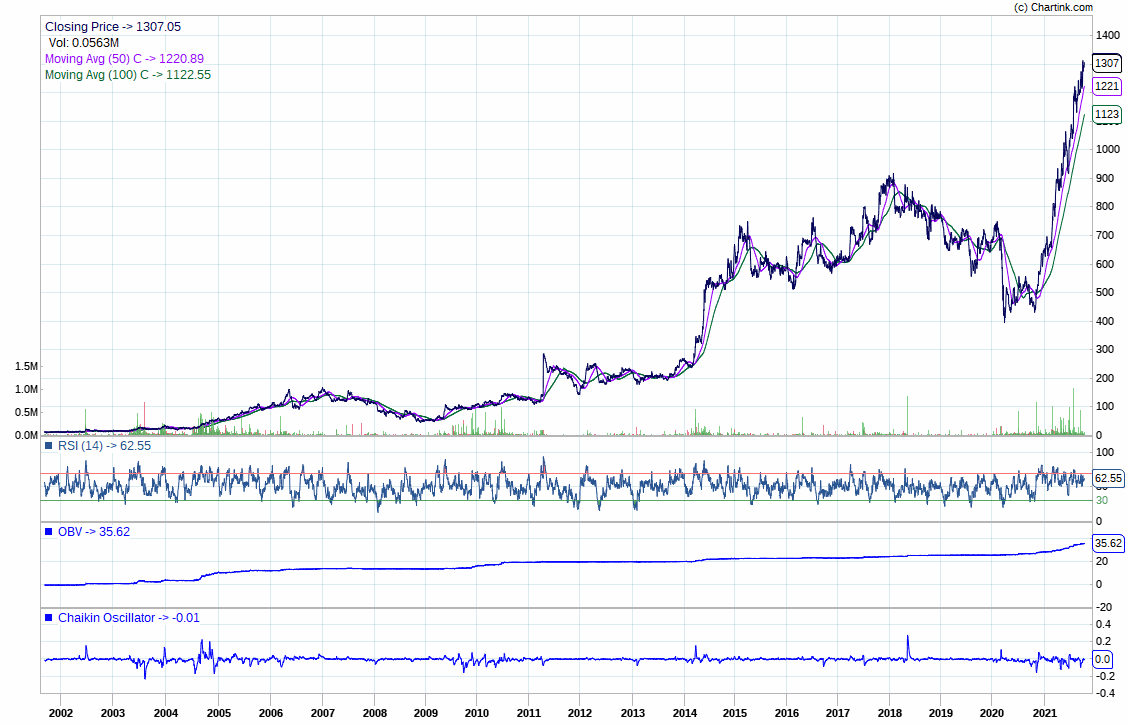 (c) Chartink.com
Closing Price -> 1307.05
Vol: 0.0563M
Moving Avg (50) C -> 1220.89
Moving Avg (100) C -> 1122.55
1400
1307
1221
1123
1000
900
800
700
600
500
400
300
200
100
0
1.5M
1.0M
0.5M
0.0M
RSI (14) -> 62.55
100
62.55
30
0
OBV -> 35.62
35.62
20
0
-20
Chaikin Oscillator -> -0.01
0.4
0.2
0.0
-0.2
-0.4
2002 2003 2004 2005 2006 2007 2008 2009 2010 2011 2012 2013 2014 2015 2016 2017 2018 2019 2020 2021